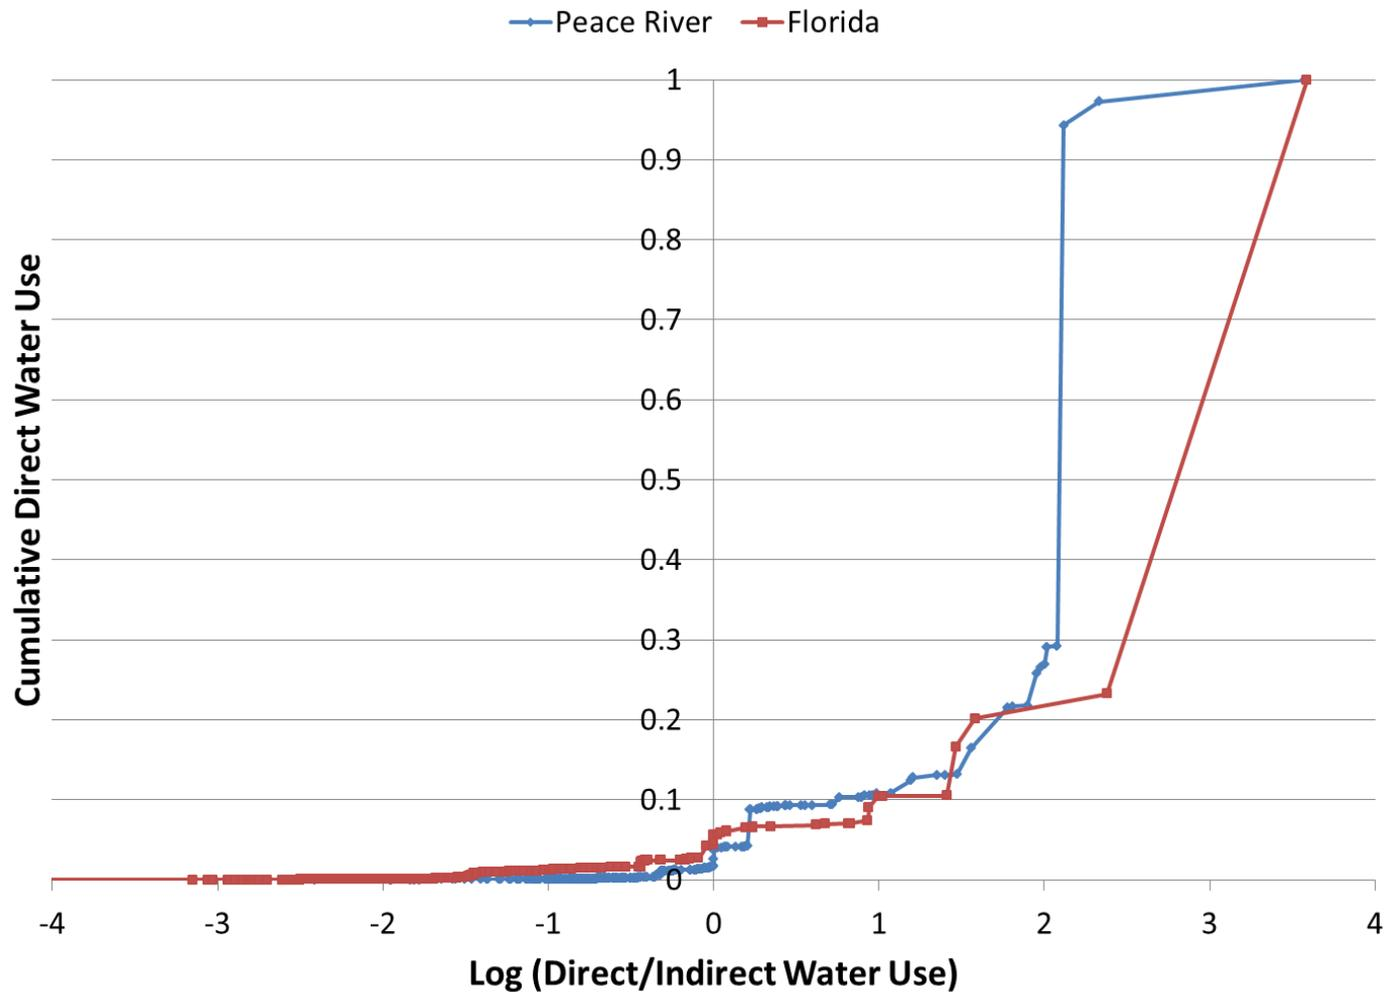 Peace River Florida
1
0.9
0.8
0.7
0.6
0.5
0.4
0.3
0.2
0.1
0
-4 -3 -2 -1 0 1 2 3 4
Cumulative Direct Water Use
Log (Direct/Indirect Water Use)